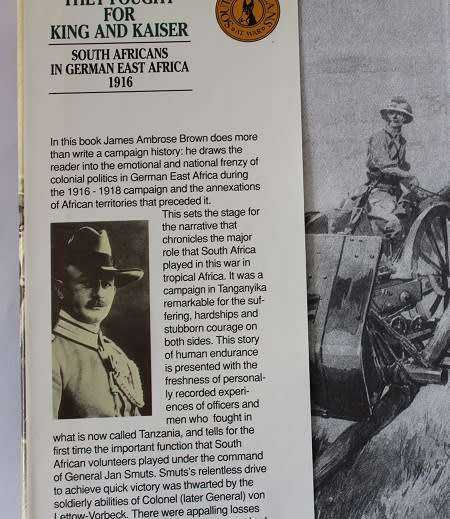 THEY FOUGHT
FOR
KING AND KAISER
SOUTH AFRICANS
IN GERMAN EAST AFRICA
1916
AT WAR
In this book James Ambrose Brown does more
than write a campaign history: he draws the
reader into the emotional and national frenzy of
colonial politics in German East Africa during
the 1916 - 1918 campaign and the annexations
of African territories that preceded it.
This sets the stage for
the narrative that
chronicles the major
role that South Africa
played in this war in
tropical Africa. It was a
campaign in Tanganyika
remarkable for the suf-
fering, hardships and
stubborn courage on
both sides. This story
of human endurance
is presented with the
freshness of personal-
ly recorded experi-
ences of officers and
men who fought in
what is now called Tanzania, and tells for the
first time the important function that South
African volunteers played under the command
of General Jan Smuts. Smuts's relentless drive
to achieve quick victory was thwarted by the
soldierly abilities of Colonel (later General) von
Lettow-Vorbeck. There were appalling losses